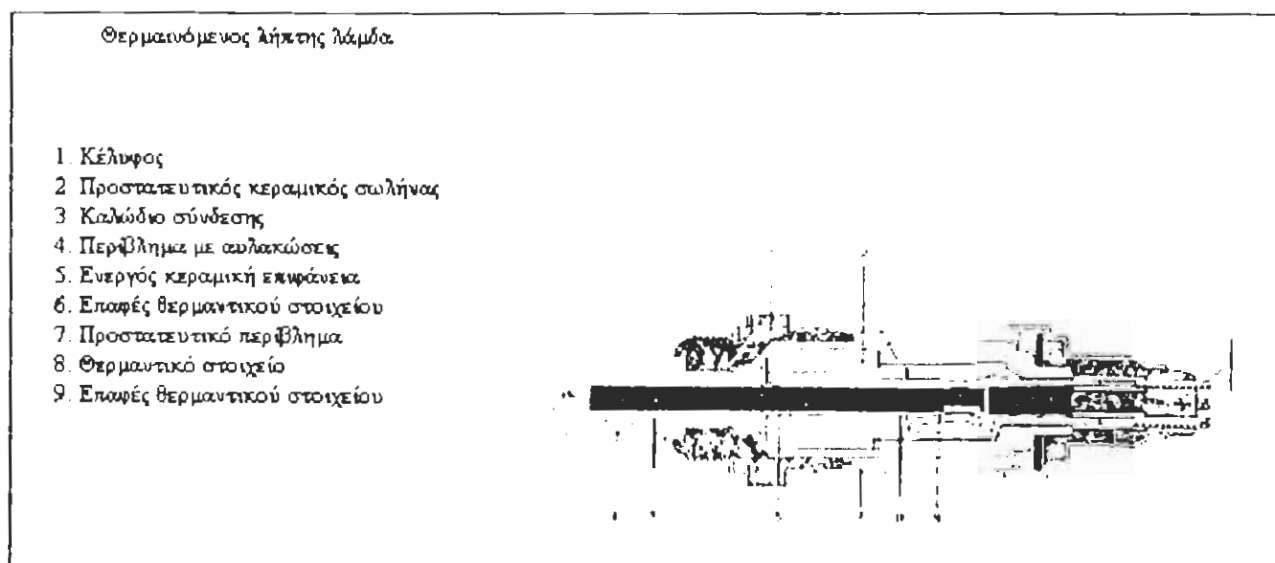 Θερμαινόμενος λήπτης λάμδα
1. Κέλυφος
2 Προστατευτικός κεραμικός σωλήνας
3 Καλώδιο σύνδεσης
4. Περίβλημα με αυλακώσεις
5. Ενεργός κεραμική επιφάνεια
6. Επαφές θερμαντικού στοιχείου
7. Προστατευτικό περίβλημα
8. Θερμαντικό στοιχείο
9. Επαφές θερμαντικού στοιχείου